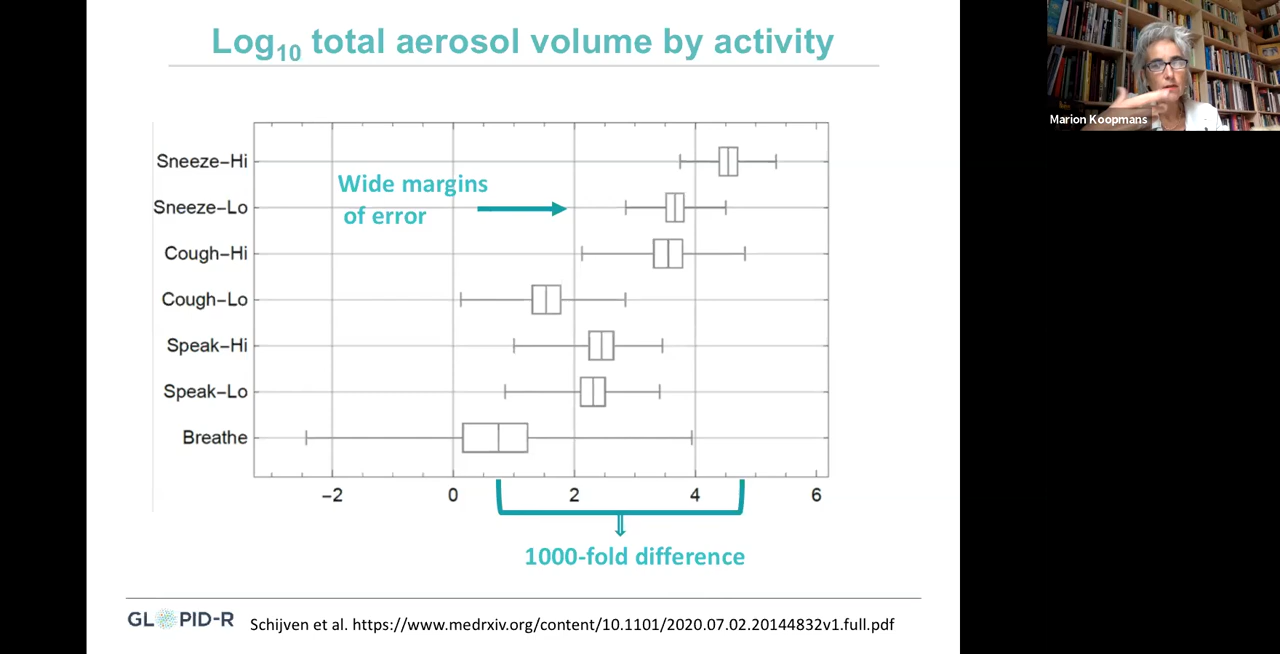 Log10 total aerosol volume by activity
Marion Koopmans
Sneeze–Hi
Wide margins
of error
Sneeze–Lo
Cough–Hi
Cough–Lo
Speak–Hi
Speak–Lo
Breathe
−2 0 2 4 6
1000-fold difference
GLOPID-R
Schijven et al. https://www.medrxiv.org/content/10.1101/2020.07.02.20144832v1.full.pdf